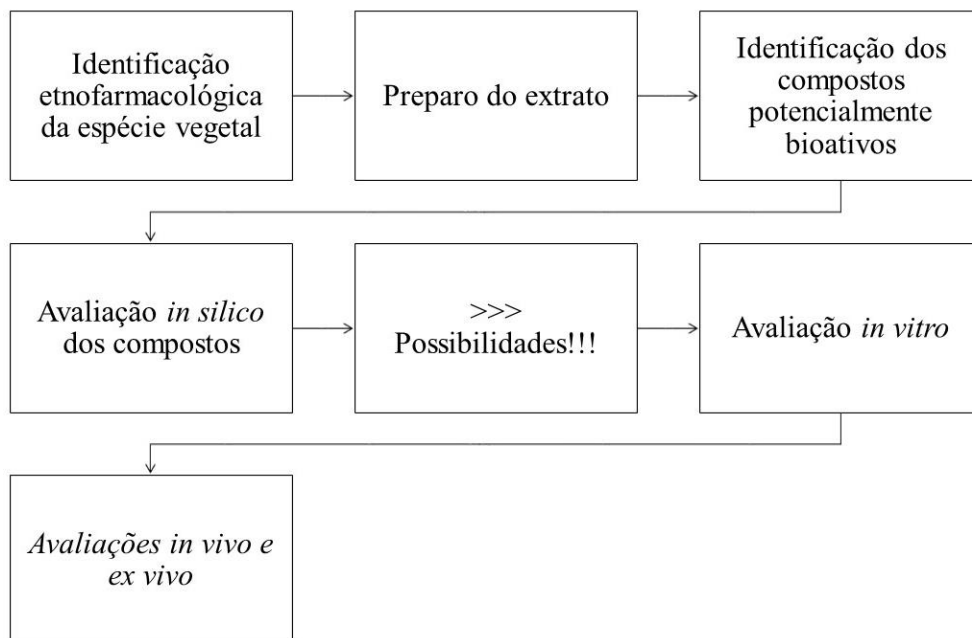 Identificação
etnofarmacológica
da espécie vegetal
Preparo do extrato
Identificação dos
compostos
potencialmente
bioativos
Avaliação in silico
dos compostos
>>>
Possibilidades!!!
Avaliação in vitro
Avaliações in vivo e
ex vivo